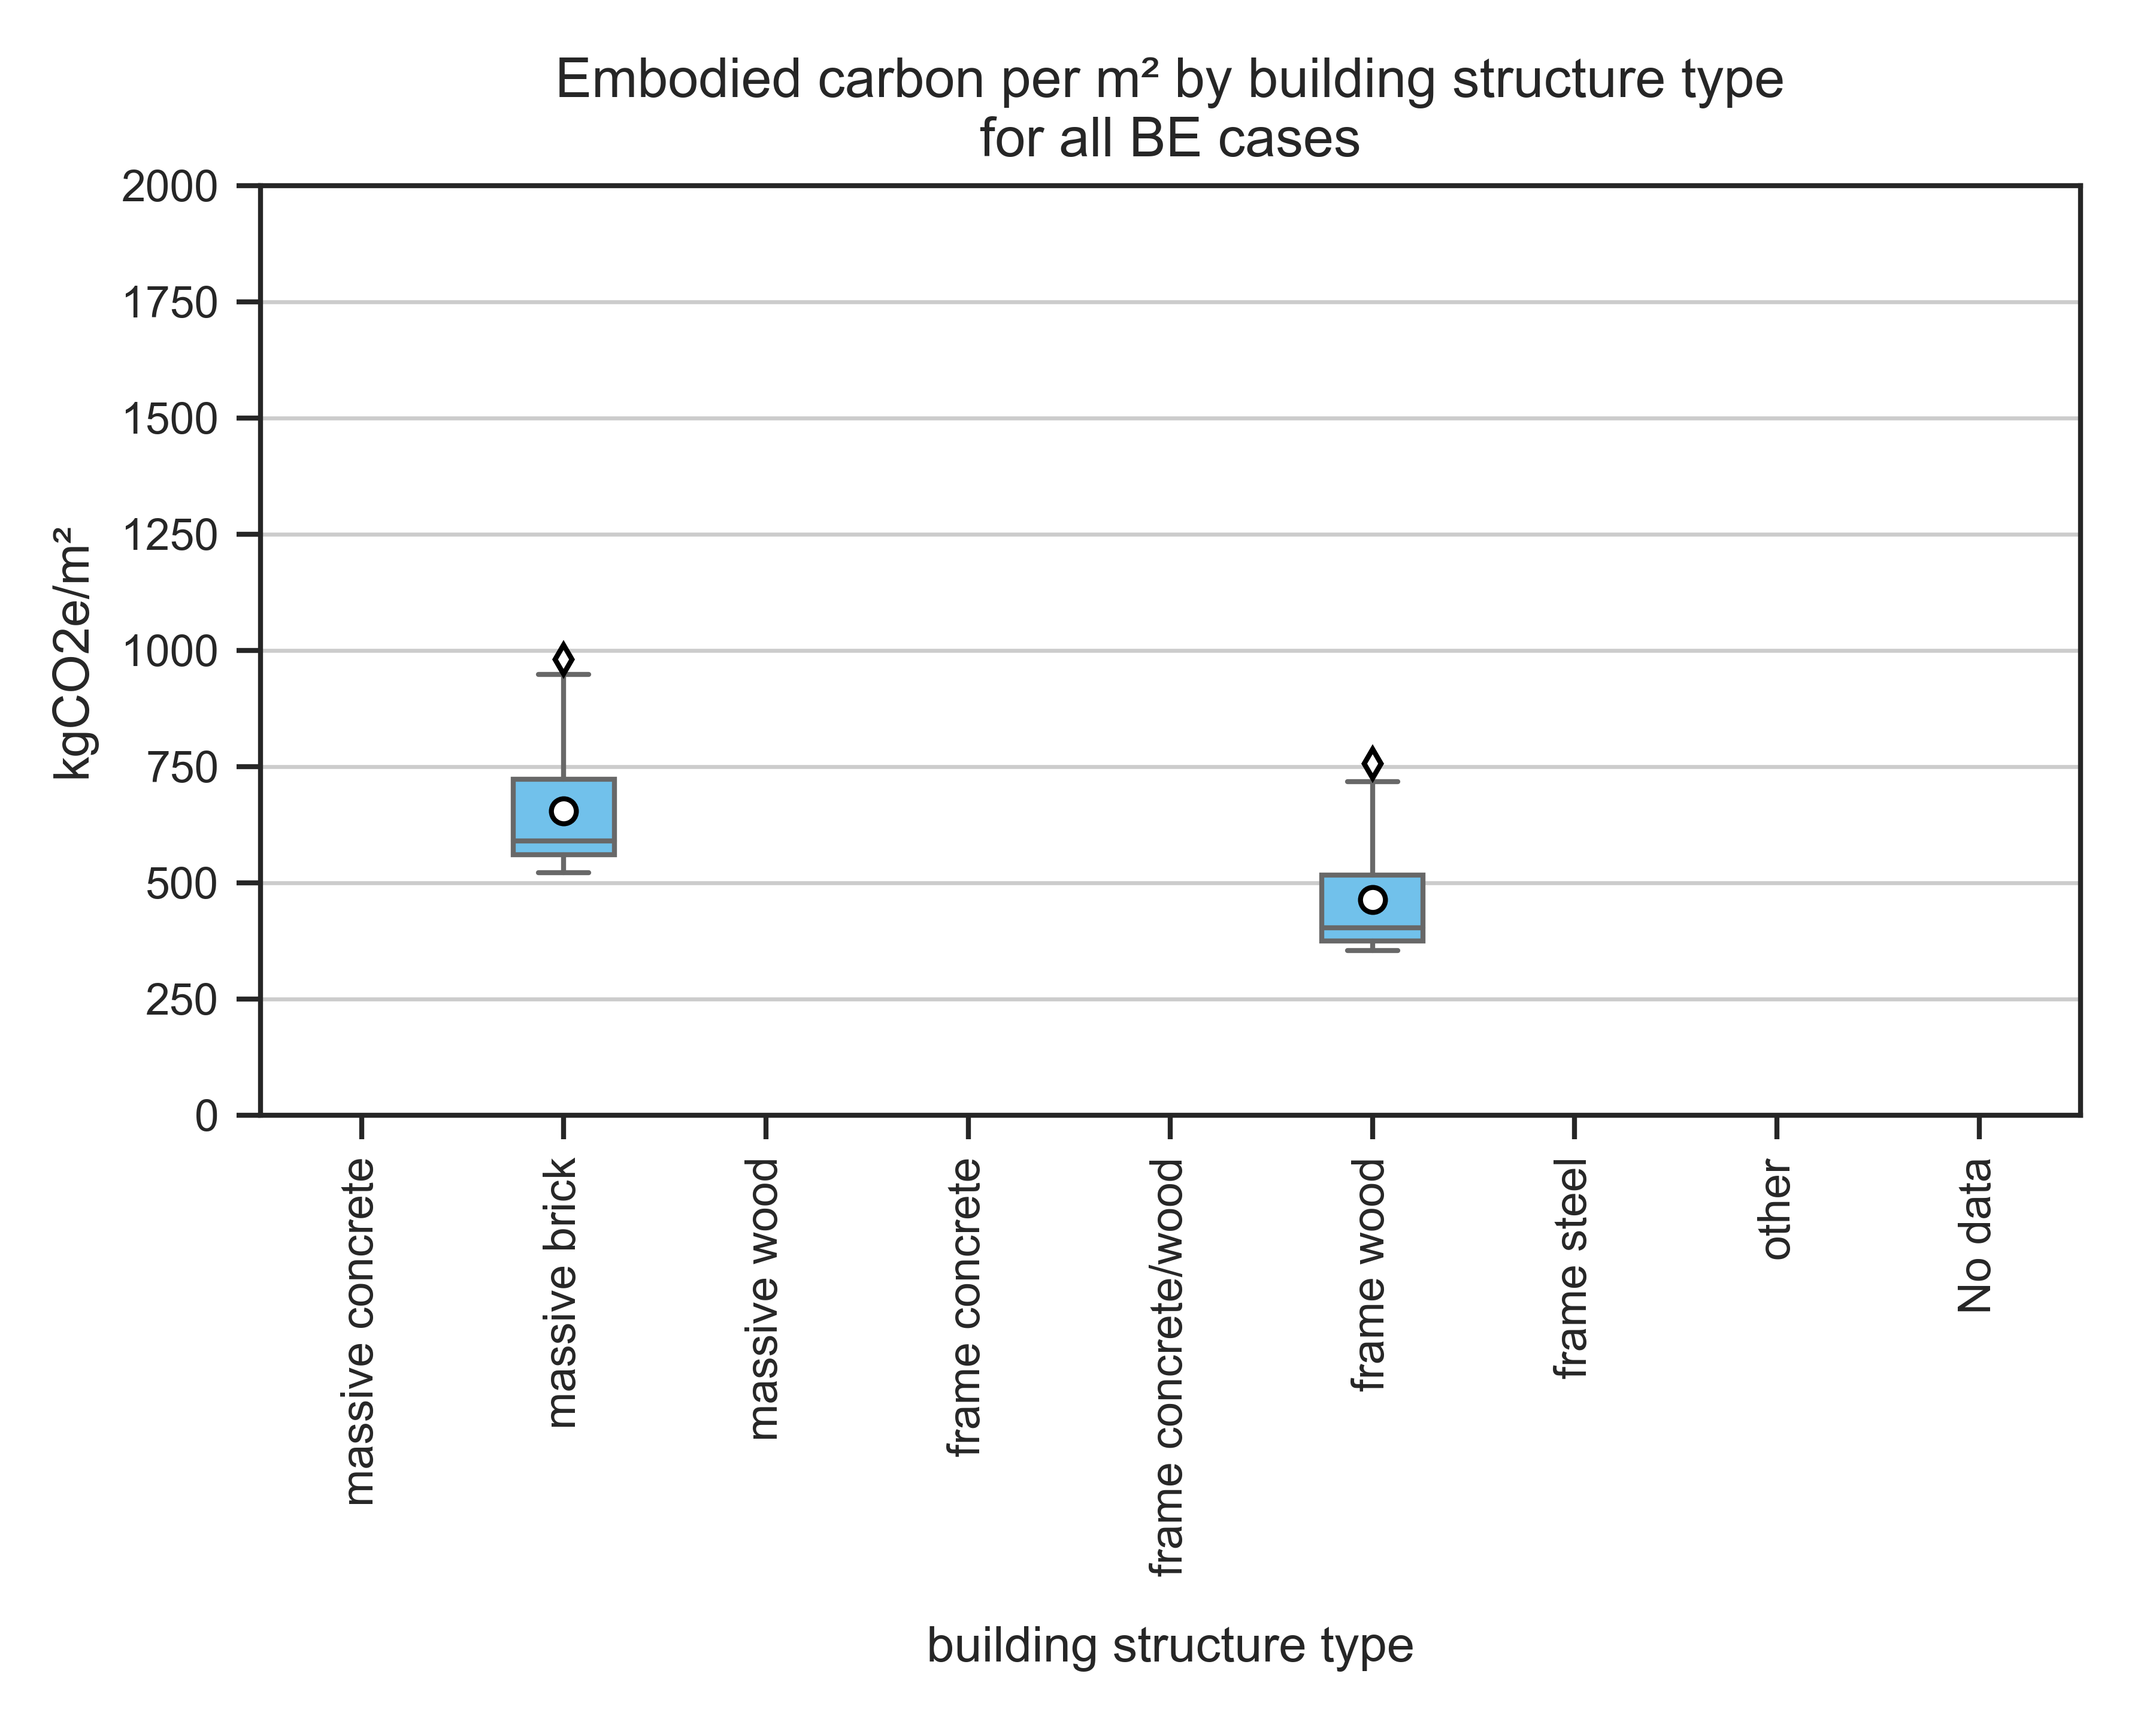 Embodied carbon per m² by building structure type
for all BE cases
kgCO2e/m²
2000
1750
1500
1250
1000
750
500
250
0
massive concrete
massive brick
massive wood
frame concrete
frame concrete/wood
frame wood
frame steel
other
No data
building structure type